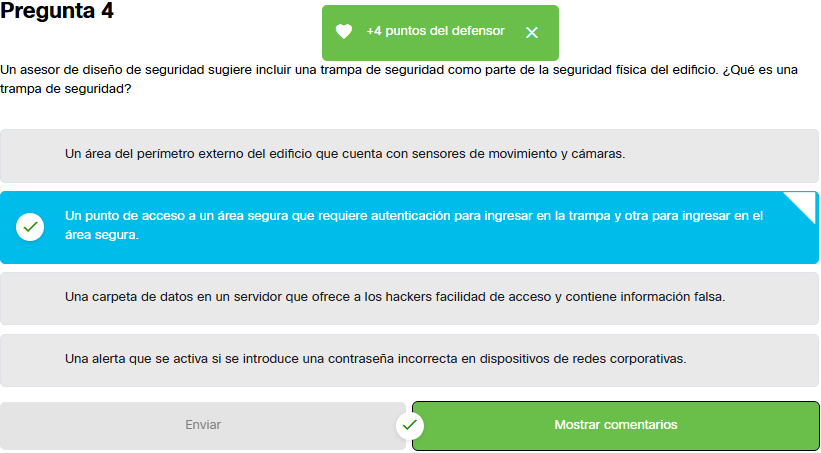 Pregunta 4
+4 puntos del defensor
Un asesor de diseño de seguridad sugiere incluir una trampa de seguridad como parte de la seguridad física del edificio. ¿Qué es una
trampa de seguridad?
Un área del perímetro externo del edificio que cuenta con sensores de movimiento y cámaras.
Un punto de acceso a un área segura que requiere autenticación para ingresar en la trampa y otra para ingresar en el
área segura.
Una carpeta de datos en un servidor que ofrece a los hackers facilidad de acceso y contiene información falsa.
Una alerta que se activa si se introduce una contraseña incorrecta en dispositivos de redes corporativas.
Enviar
Mostrar comentarios